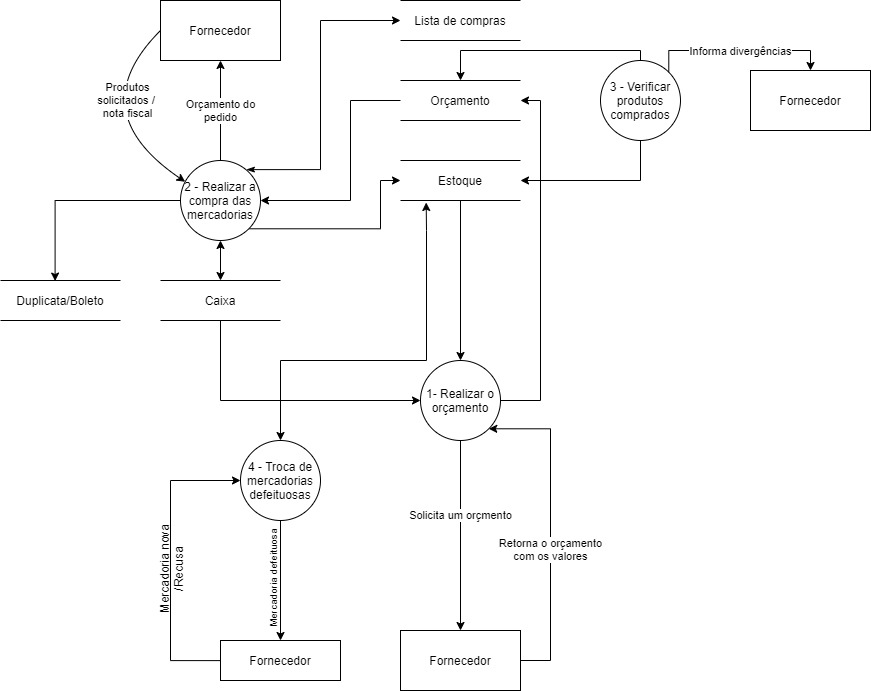 Lista de compras
Fornecedor
Informa divergências
Produtos
solicitados /
nota fiscal
Orçamento do
pedido
Orçamento
3 - Verificar
produtos
comprados
Fornecedor
2 - Realizar a
compra das
mercadorias
Estoque
Duplicata/Boleto
Caixa
1- Realizar o
orçamento
4 - Troca de
mercadorias
defeituosas
Solicita um orçmento
Retorna o orçamento
com os valores
Mercadoria nova
/Recusa
Mercadoria defeituosa
Fornecedor
Fornecedor